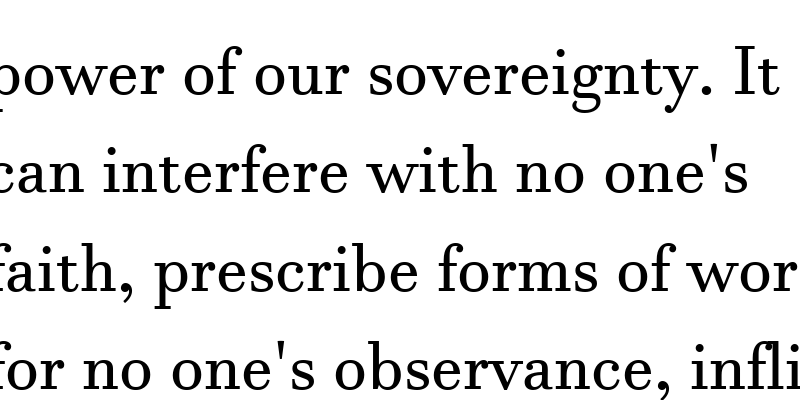 power of our sovereignty. It
can interfere with no one's
faith, prescribe forms of wor
for no one's observance, infli